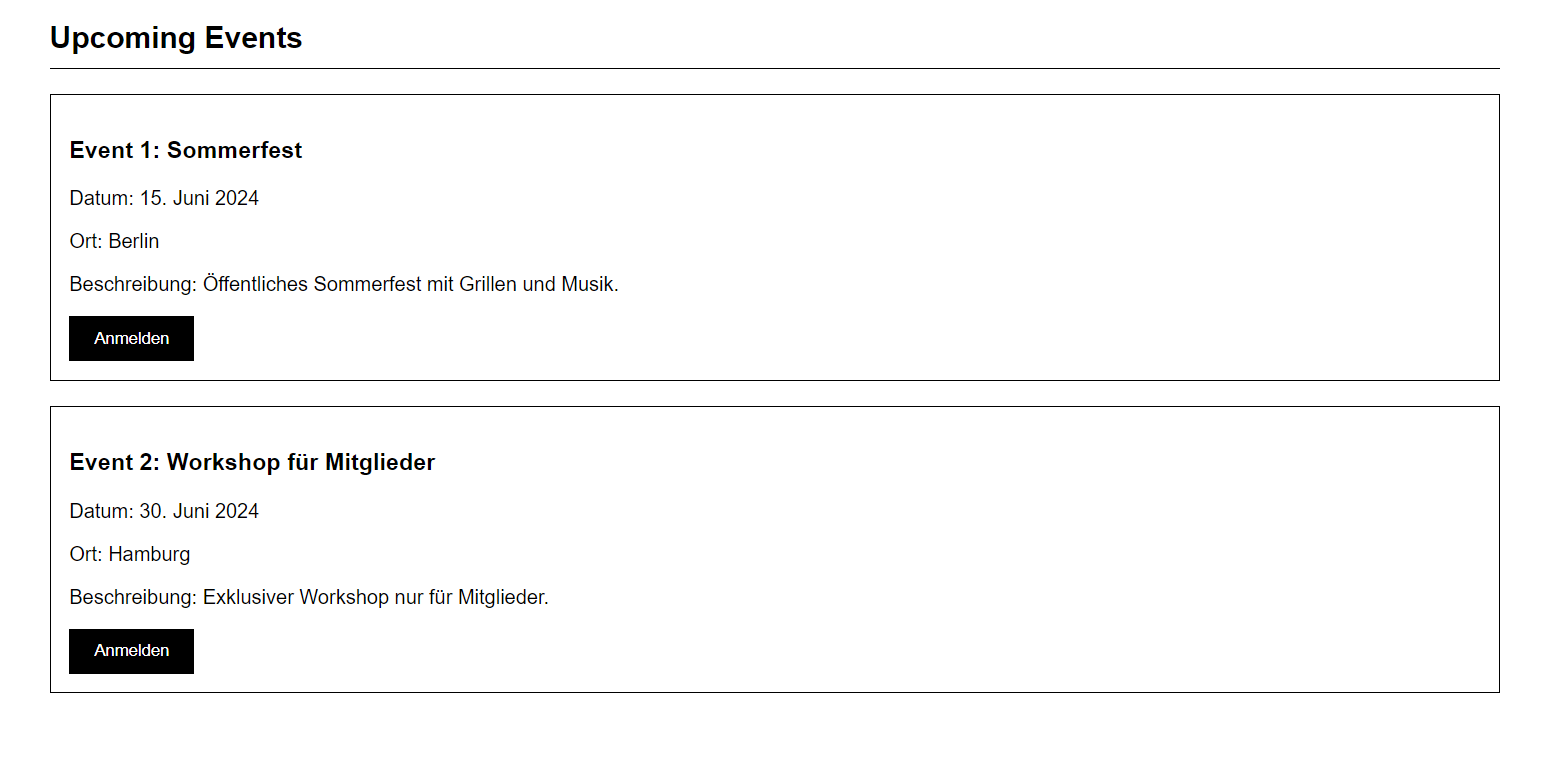 Upcoming Events
Event 1: Sommerfest
Datum: 15. Juni 2024
Ort: Berlin
Beschreibung: Öffentliches Sommerfest mit Grillen und Musik.
Anmelden
Event 2: Workshop für Mitglieder
Datum: 30. Juni 2024
Ort: Hamburg
Beschreibung: Exklusiver Workshop nur für Mitglieder.
Anmelden